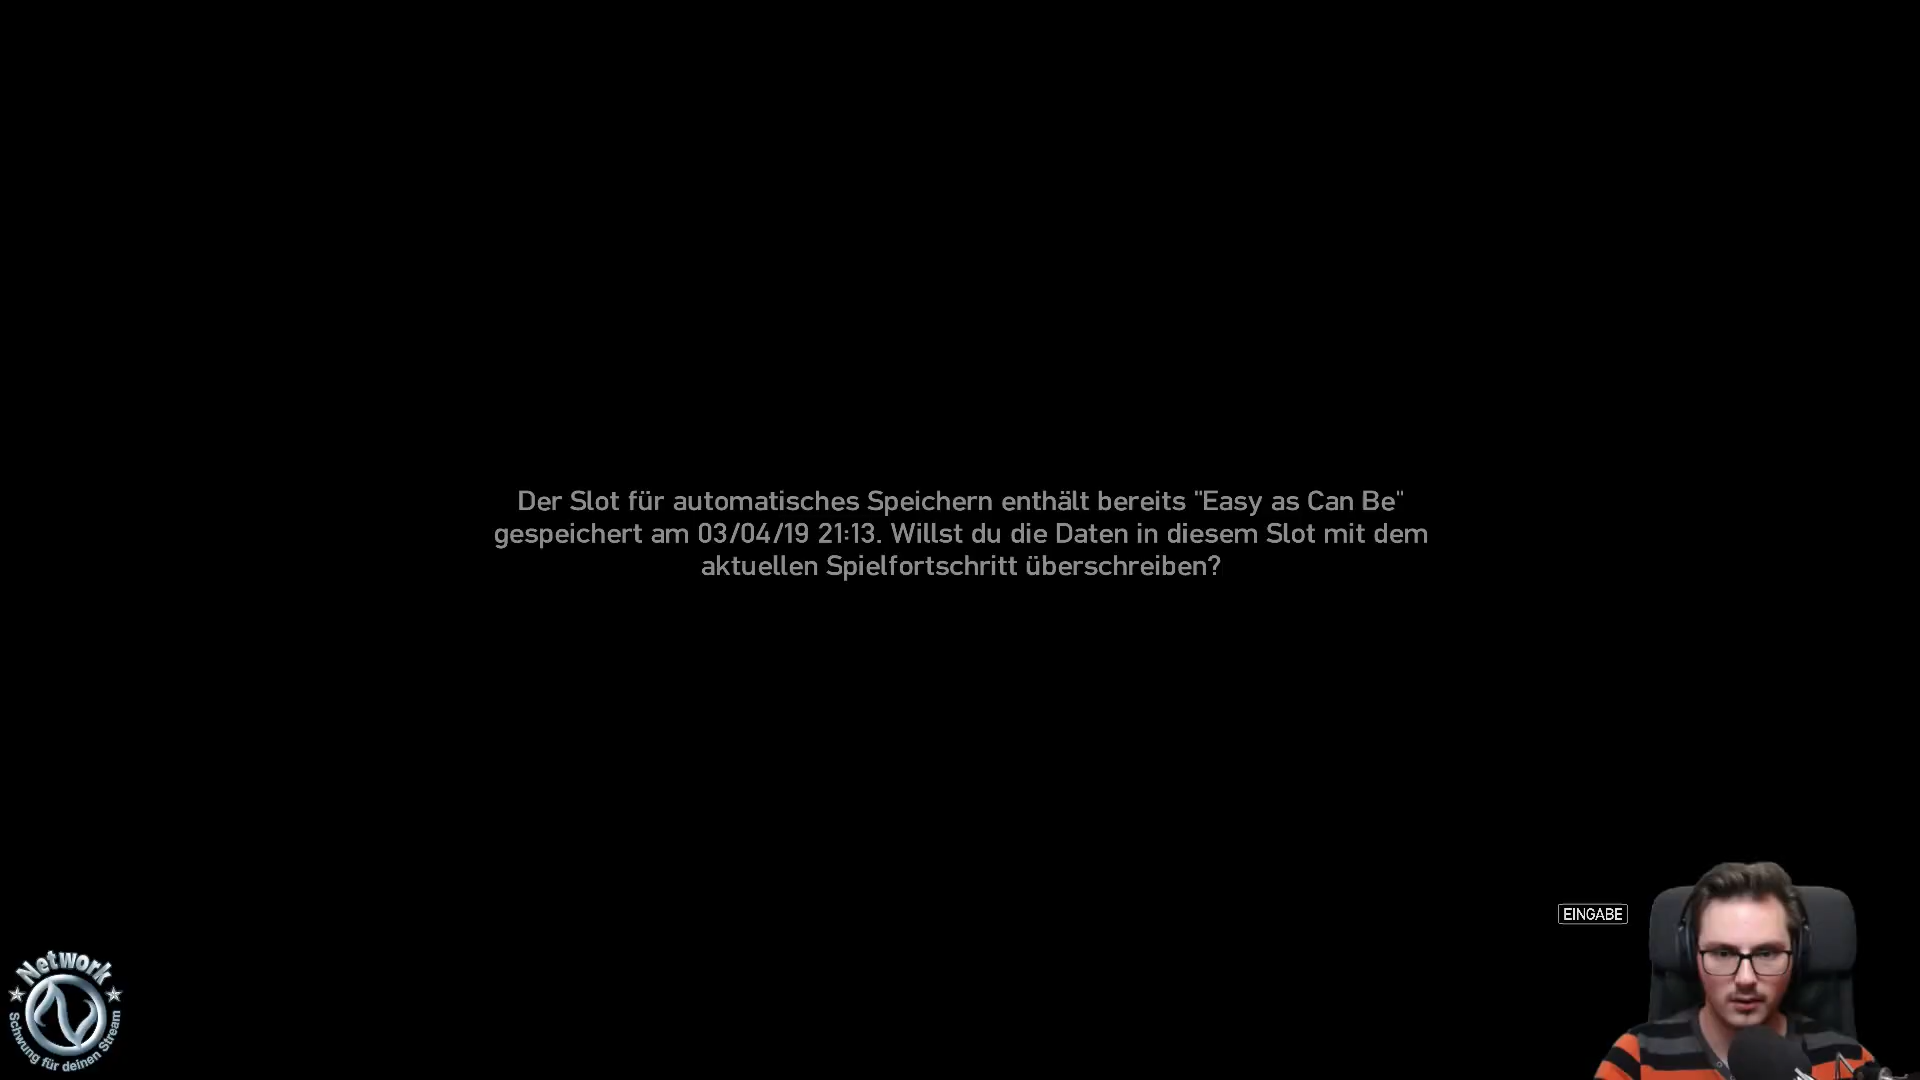 Der Slot für automatisches Speichern enthält bereits "Easy as Can Be"
gespeichert am 03/04/19 21:13. Willst du die Daten in diesem Slot mit dem
aktuellen Spielfortschritt überschreiben?
EINGABE
Network
Schwung für deinen Stream